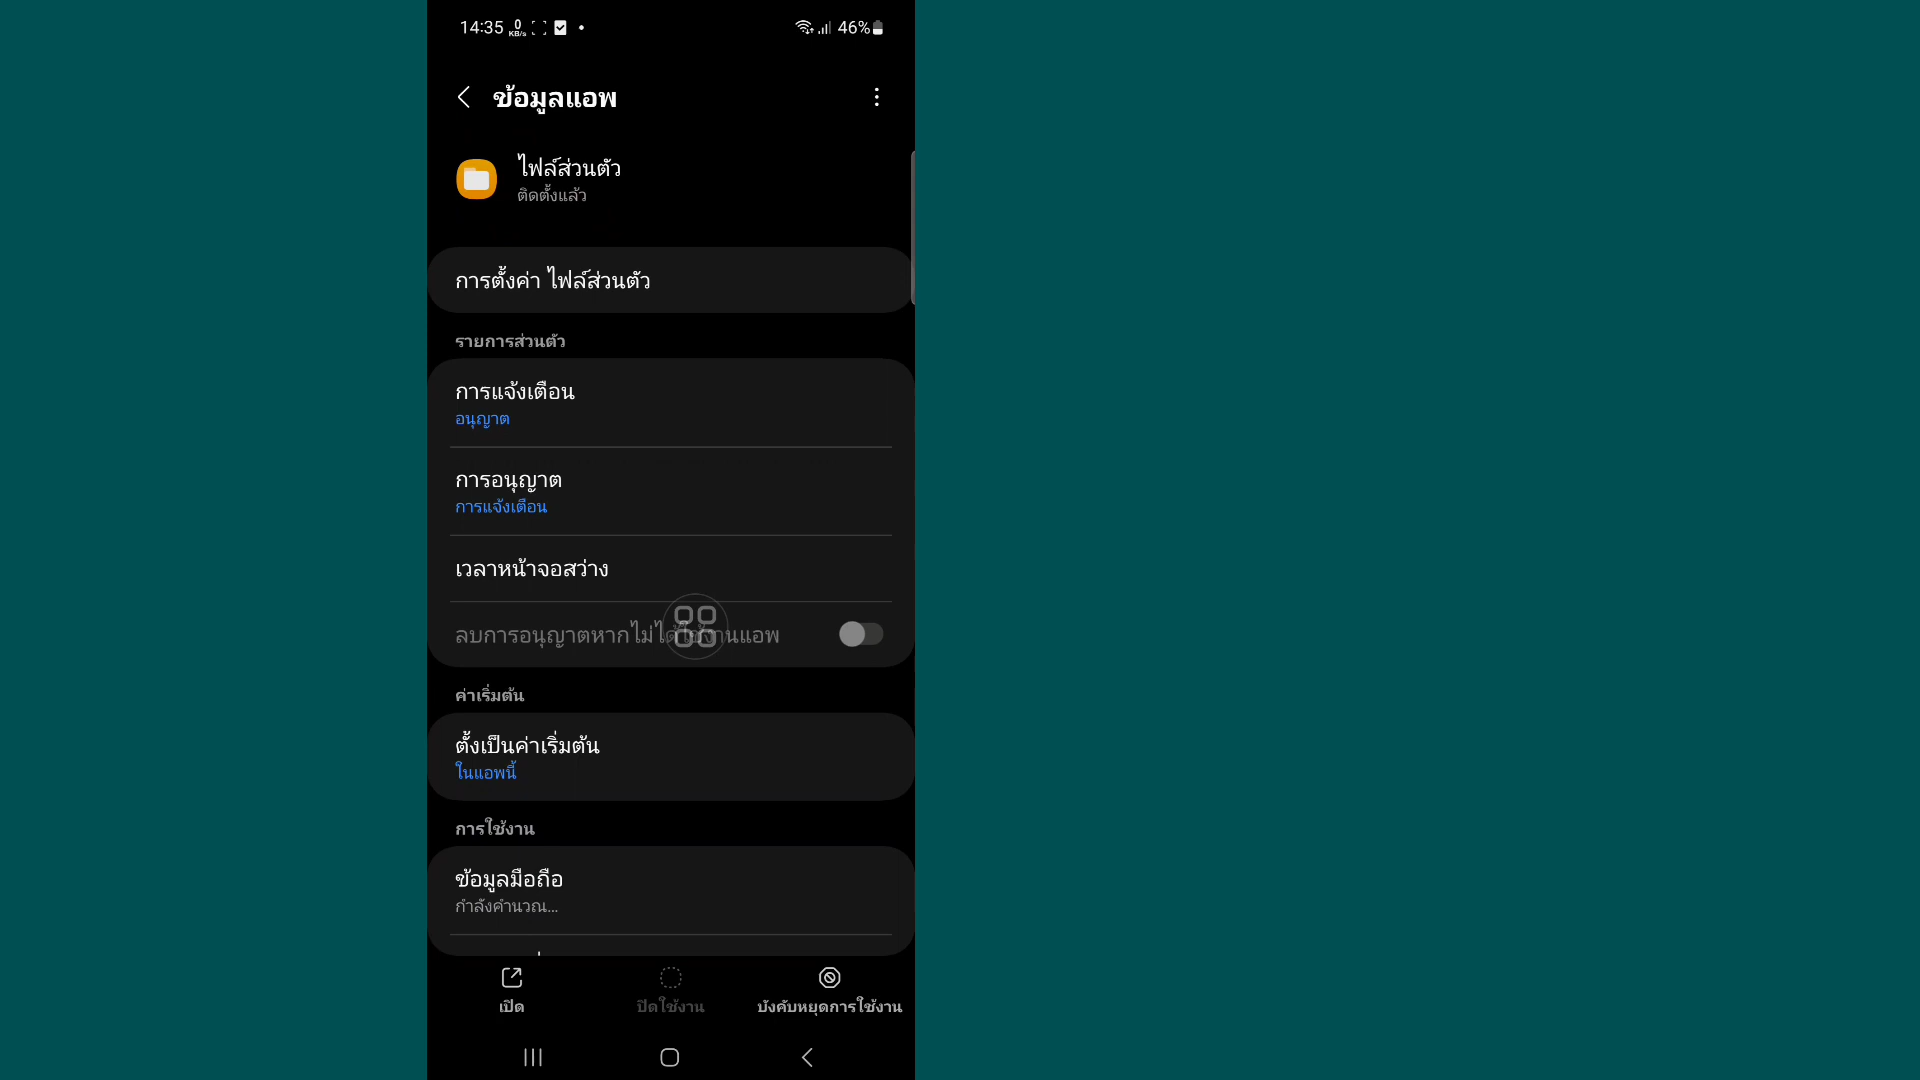 14:35 0 KB/s 46%
ข้อมูลแอพ
ไฟล์ส่วนตัว
ติดตั้งแล้ว
การตั้งค่า ไฟล์ส่วนตัว
รายการส่วนตัว
การแจ้งเตือน
อนุญาต
การอนุญาต
การแจ้งเตือน
เวลาหน้าจอสว่าง
ลบการอนุญาตหากไม่ได้ใช้งานแอพ
ค่าเริ่มต้น
ตั้งเป็นค่าเริ่มต้น
ในแอพนี้
การใช้งาน
ข้อมูลมือถือ
กำลังคำนวณ...
เปิด ปิดใช้งาน บังคับหยุดการใช้งาน